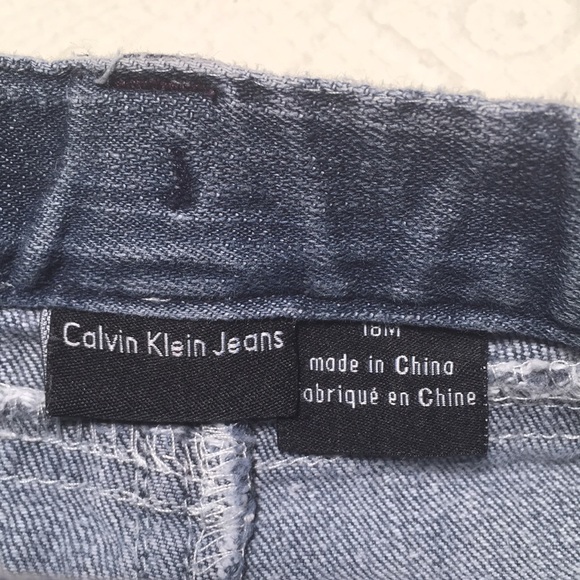 Calvin Klein Jeans
18M
made in China
abriqué en Chine